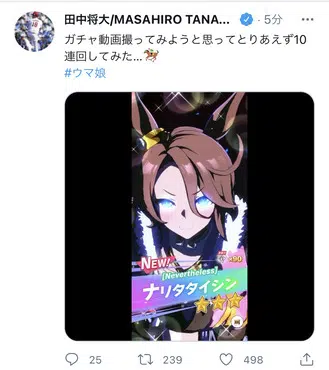 田中将大/MASAHIRO TANA... · 5分
ガチャ動画撮ってみようと思ってとりあえず10
連回してみた...🏇
#ウマ娘
NEW!
×90
[Nevertheless]
ナリタタイシン
25
239
498